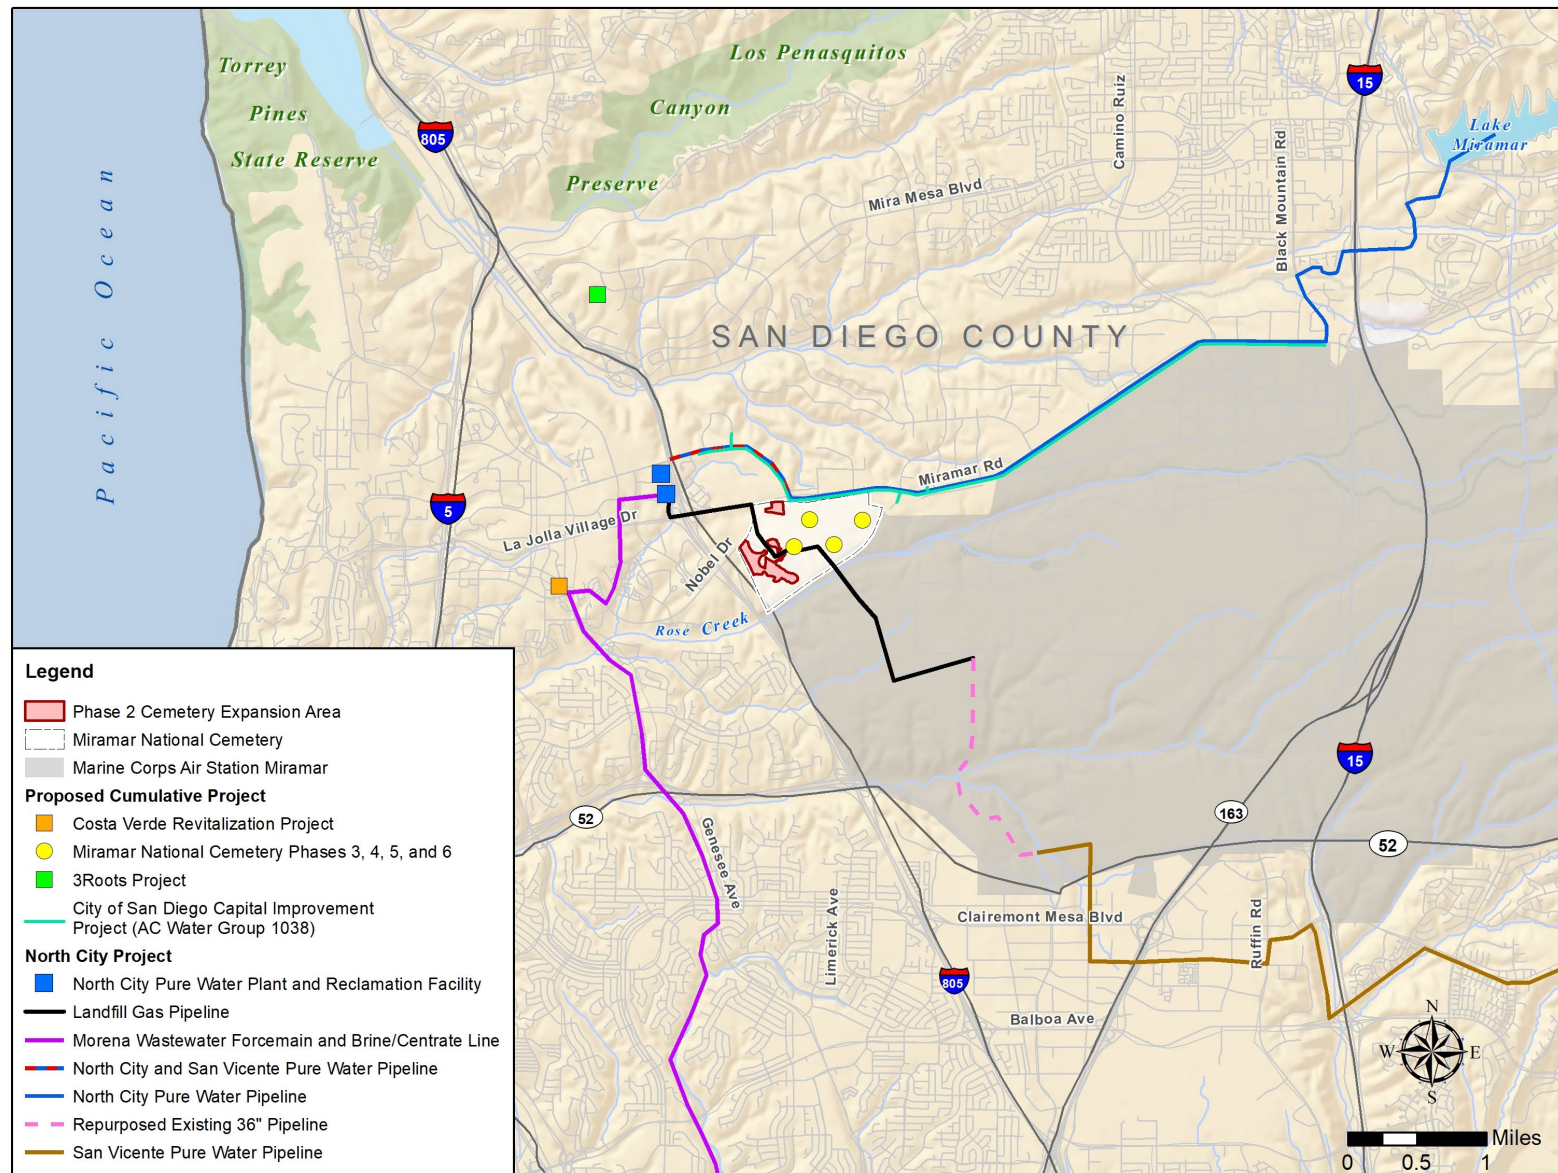 Torrey
Pines
State Reserve
Los Penasquitos
Canyon
Preserve
Pacific Ocean
805
15
Lake
Miramar
Camino Ruiz
Black Mountain Rd
Mira Mesa Blvd
SAN DIEGO COUNTY
Miramar Rd
5
La Jolla Village Dr
Nobel Dr
Rose Creek
15
163
52
52
Genesee Ave
Limerick Ave
Clairemont Mesa Blvd
Ruffin Rd
805
Balboa Ave
N
W
E
S
Miles
0
0.5
1
Legend
Phase 2 Cemetery Expansion Area
Miramar National Cemetery
Marine Corps Air Station Miramar
Proposed Cumulative Project
Costa Verde Revitalization Project
Miramar National Cemetery Phases 3, 4, 5, and 6
3Roots Project
City of San Diego Capital Improvement
Project (AC Water Group 1038)
North City Project
North City Pure Water Plant and Reclamation Facility
Landfill Gas Pipeline
Morena Wastewater Forcemain and Brine/Centrate Line
North City and San Vicente Pure Water Pipeline
North City Pure Water Pipeline
Repurposed Existing 36" Pipeline
San Vicente Pure Water Pipeline